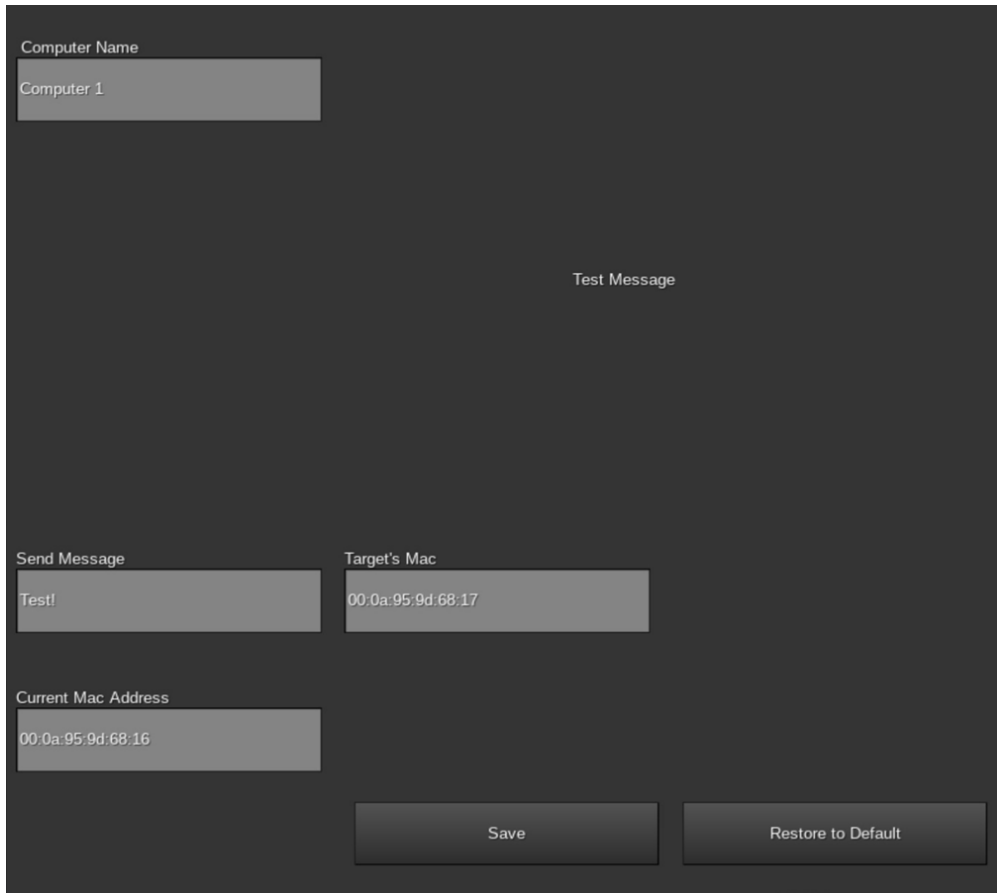 Computer Name
Computer 1
Test Message
Send Message
Target's Mac
Test!
00:0a:95:9d:68:17
Current Mac Address
00:0a:95:9d:68:16
Save
Restore to Default